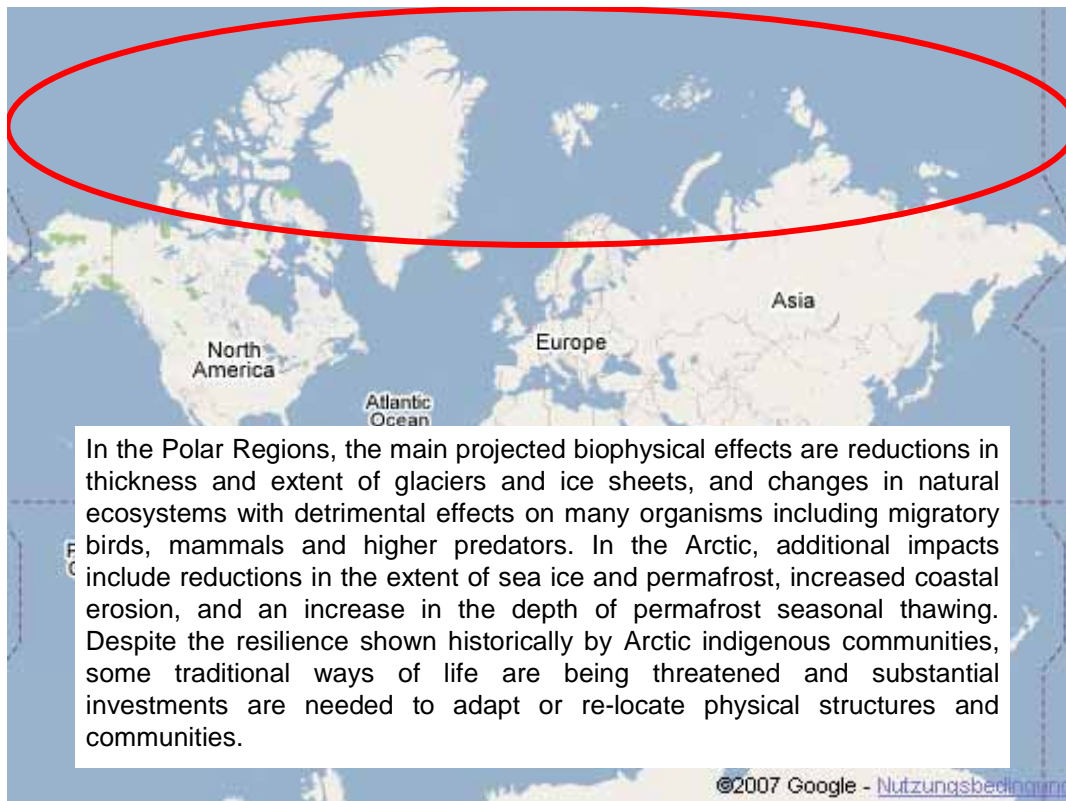 Asia
Europe
North
America
Atlantic
Ocean
In the Polar Regions, the main projected biophysical effects are reductions in
thickness and extent of glaciers and ice sheets, and changes in natural
ecosystems with detrimental effects on many organisms including migratory
birds, mammals and higher predators. In the Arctic, additional impacts
include reductions in the extent of sea ice and permafrost, increased coastal
erosion, and an increase in the depth of permafrost seasonal thawing.
Despite the resilience shown historically by Arctic indigenous communities,
some traditional ways of life are being threatened and substantial
investments are needed to adapt or re-locate physical structures and
communities.
©2007 Google - Nutzungsbedingung